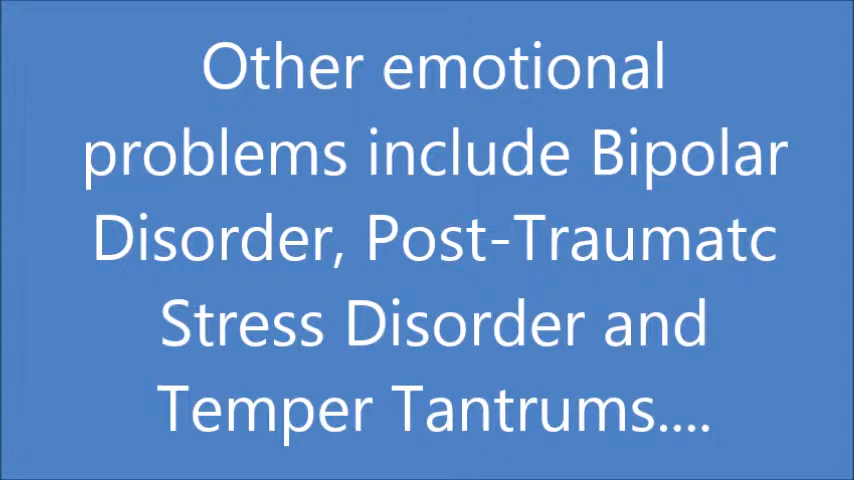 Other emotional
problems include Bipolar
Disorder, Post-Traumatc
Stress Disorder and
Temper Tantrums....